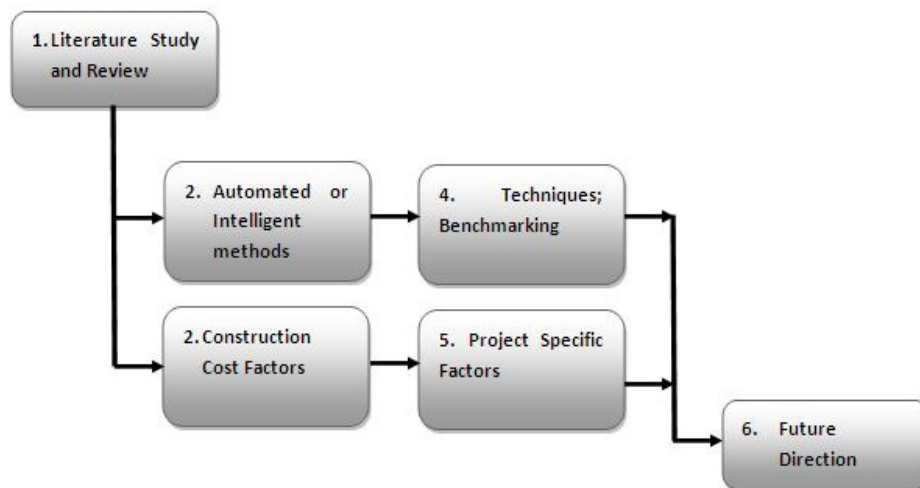 1. Literature Study
and Review
2. Automated or
Intelligent
methods
4. Techniques;
Benchmarking
2. Construction
Cost Factors
5. Project Specific
Factors
6. Future
Direction